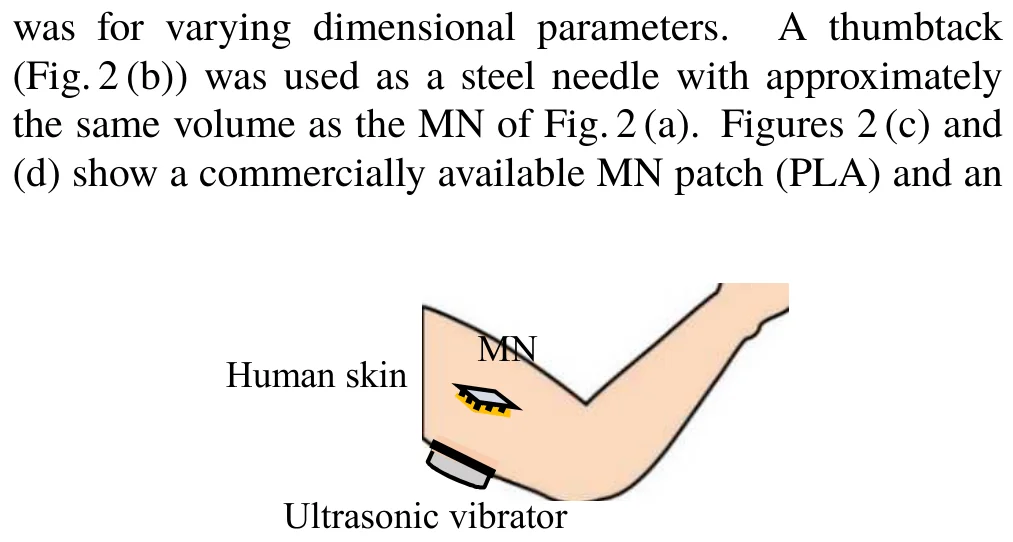 was for varying dimensional parameters. A thumbtack
(Fig. 2 (b)) was used as a steel needle with approximately
the same volume as the MN of Fig. 2 (a). Figures 2 (c) and
(d) show a commercially available MN patch (PLA) and an
MN
Human skin
Ultrasonic vibrator